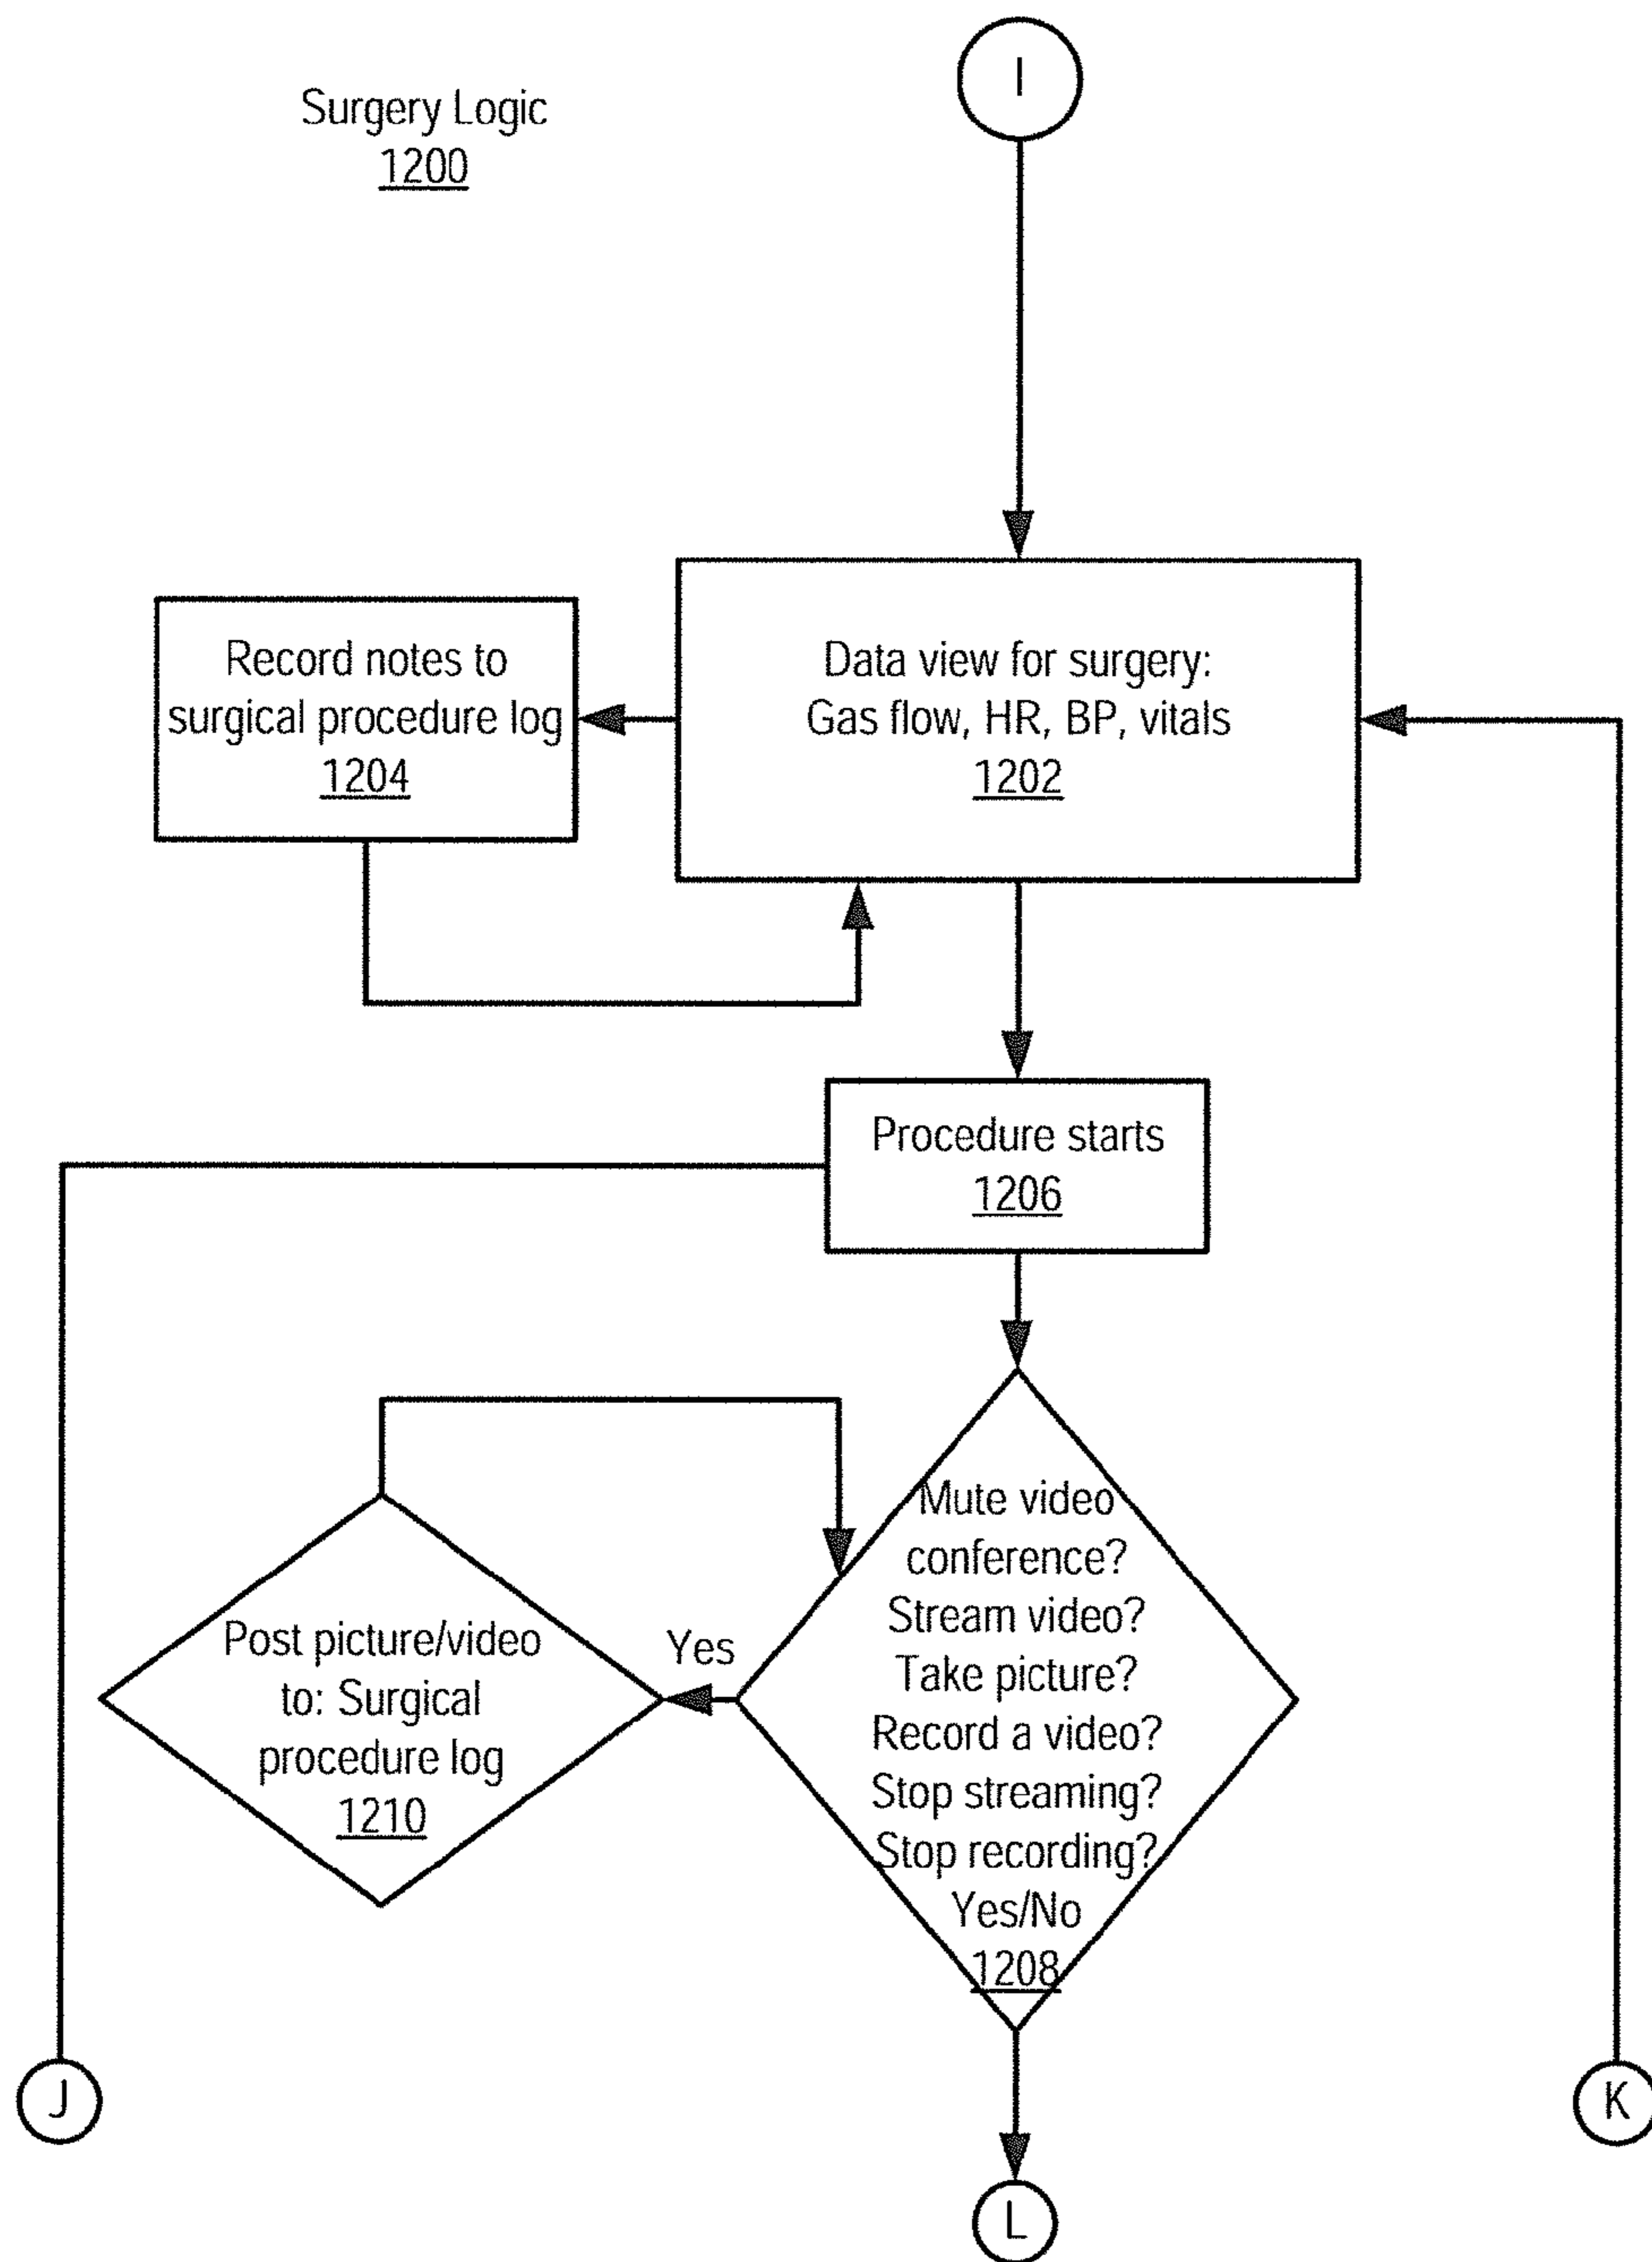 I
Surgery Logic
1200
Record notes to
surgical procedure log
1204
Data view for surgery:
Gas flow, HR, BP, vitals
1202
Procedure starts
1206
Mute video
conference?
Stream video?
Take picture?
Record a video?
Stop streaming?
Stop recording?
Yes/No
1208
Yes
Post picture/video
to: Surgical
procedure log
1210
J
K
L